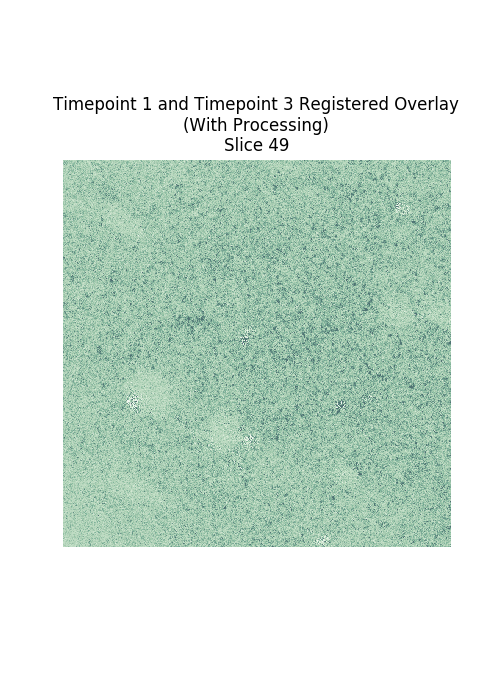 Timepoint 1 and Timepoint 3 Registered Overlay
(With Processing)
Slice 49